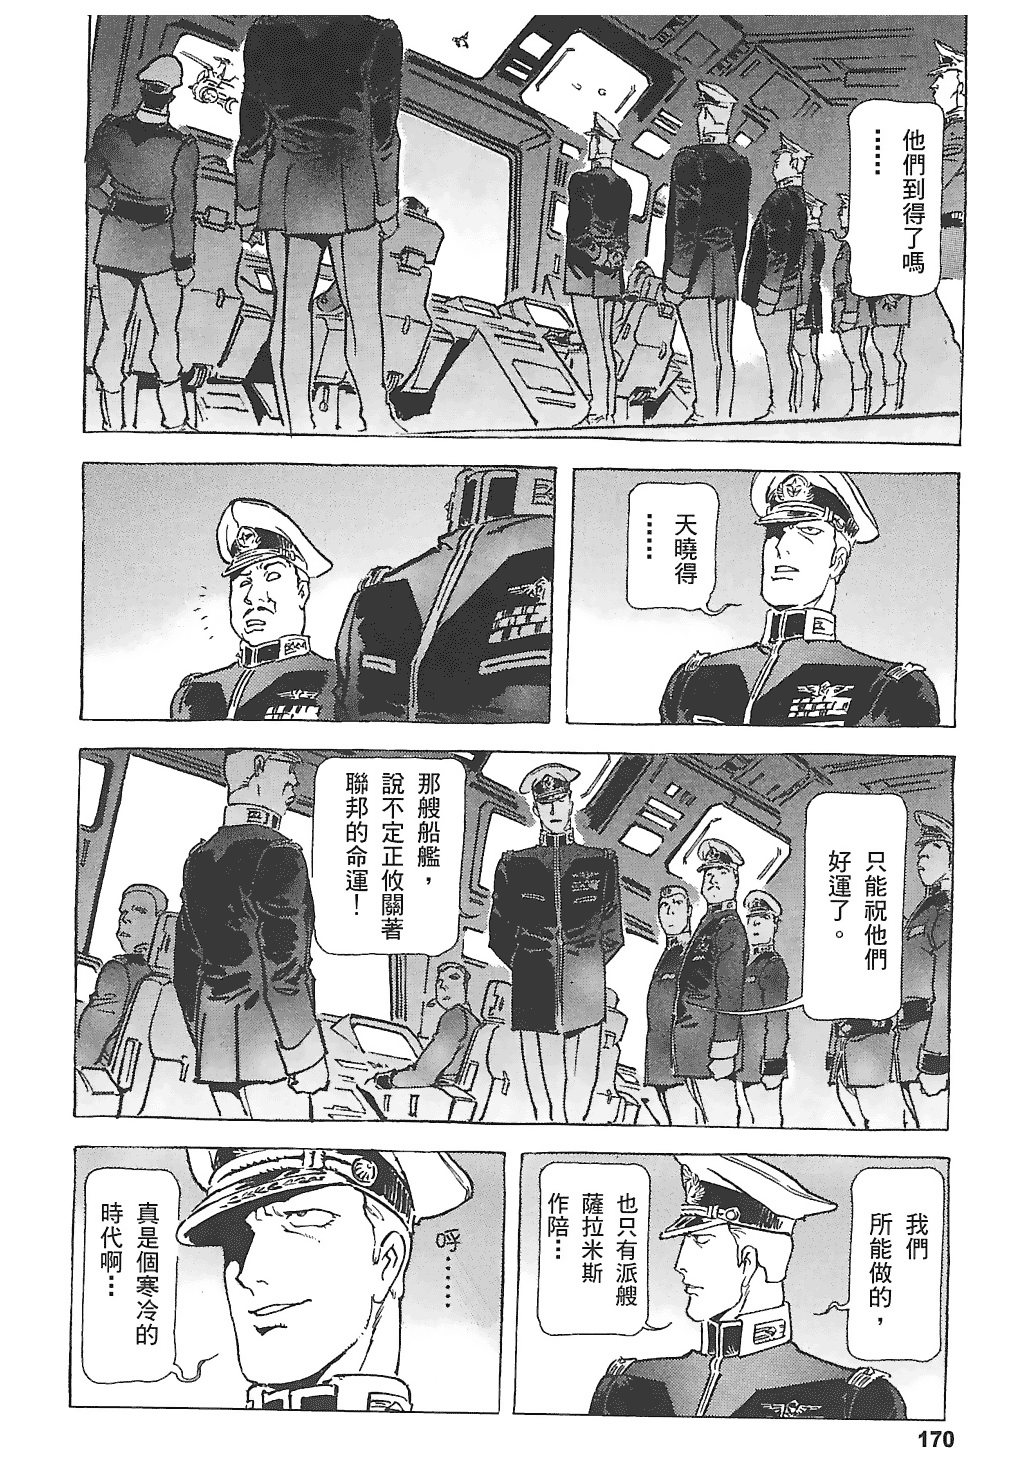 他們到得了嗎
……
天曉得
……
只能祝他們
好運了。
那艘船艦，
說不定正攸關著
聯邦的命運！
我們
所能做的，
也只有派艘
薩拉米斯
作陪…
呼……
真是個寒冷的
時代啊…
170